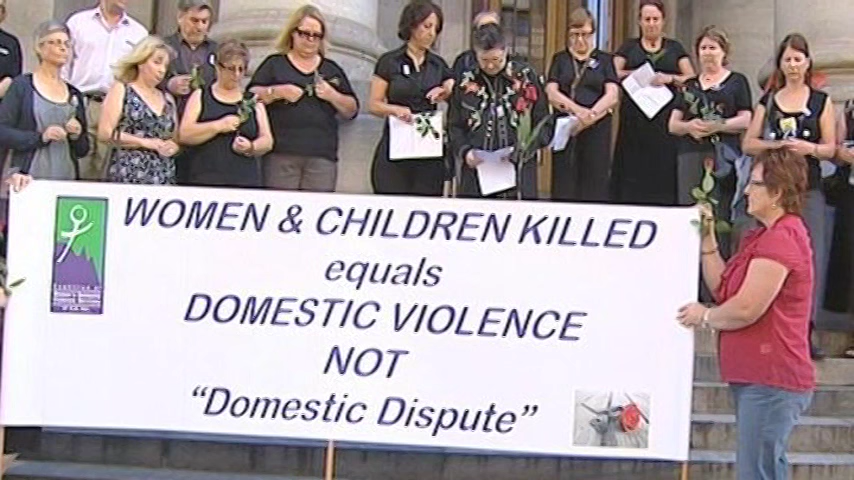 WOMEN & CHILDREN KILLED
equals
DOMESTIC VIOLENCE
NOT
“Domestic Dispute”